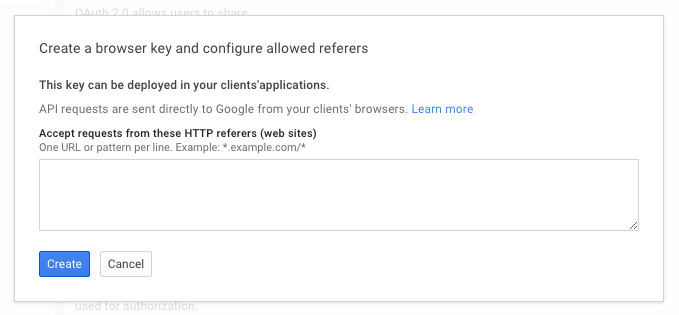 OAuth 2.0 allows users to share
Create a browser key and configure allowed referers
This key can be deployed in your clients'applications.
API requests are sent directly to Google from your clients' browsers. Learn more
Accept requests from these HTTP referers (web sites)
One URL or pattern per line. Example: *.example.com/*
Create Cancel
used for authorization.